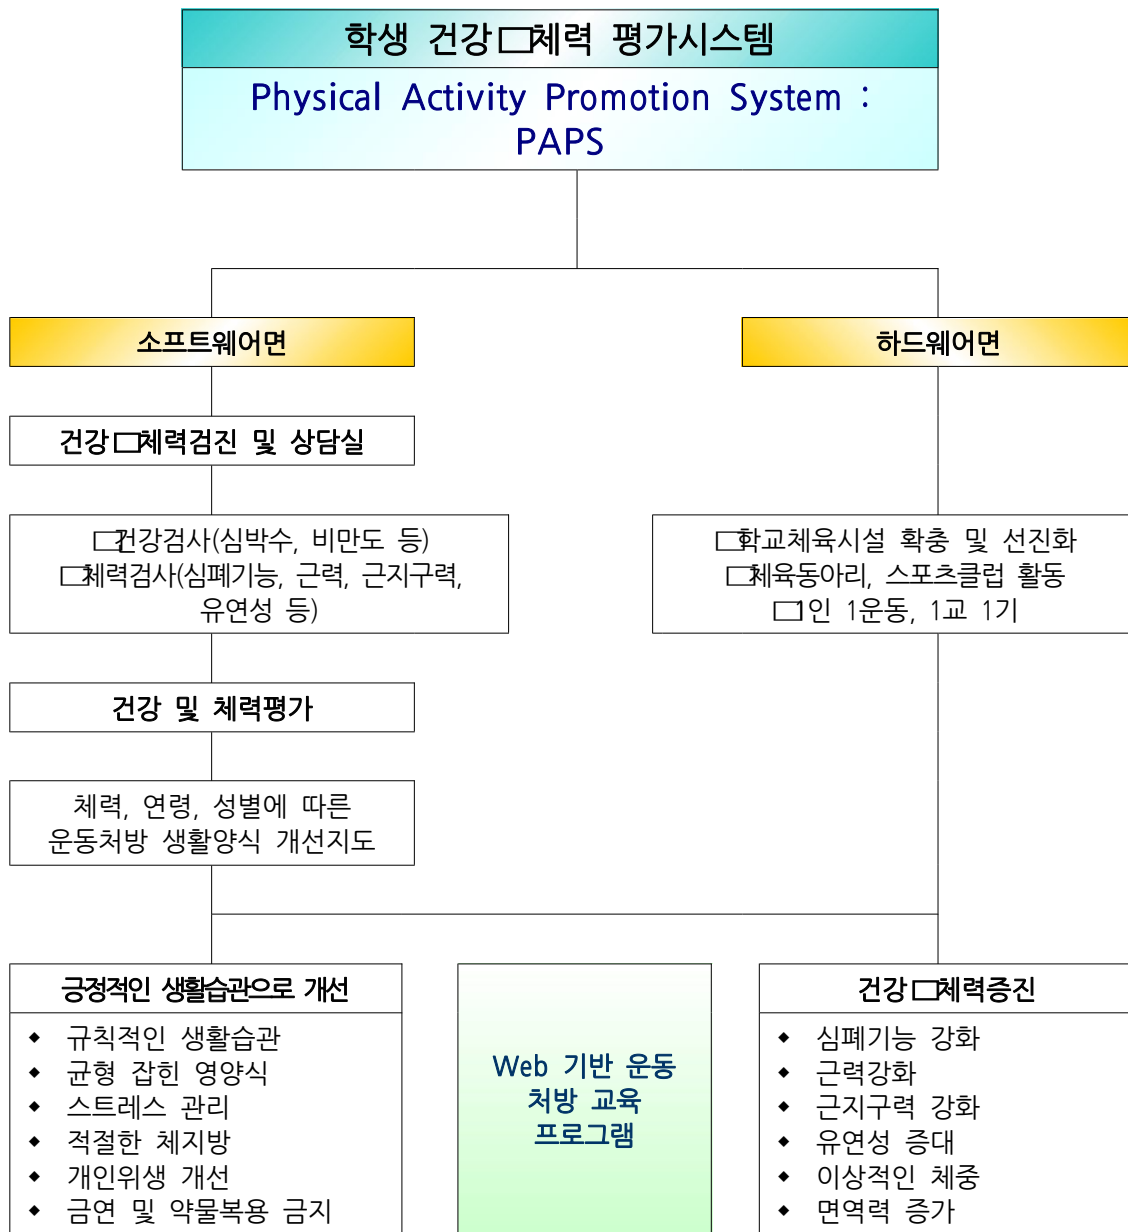 학생 건강□체력 평가시스템
Physical Activity Promotion System :
PAPS
소프트웨어면
하드웨어면
건강□체력검진 및 상담실
□건강검사(심박수, 비만도 등)
□체력검사(심폐기능, 근력, 근지구력,
유연성 등)
□학교체육시설 확충 및 선진화
□체육동아리, 스포츠클럽 활동
□1인 1운동, 1교 1기
건강 및 체력평가
체력, 연령, 성별에 따른
운동처방 생활양식 개선지도
긍정적인 생활습관으로 개선
◆ 규칙적인 생활습관
◆ 균형 잡힌 영양식
◆ 스트레스 관리
◆ 적절한 체지방
◆ 개인위생 개선
◆ 금연 및 약물복용 금지
Web 기반 운동
처방 교육
프로그램
건강□체력증진
◆ 심폐기능 강화
◆ 근력강화
◆ 근지구력 강화
◆ 유연성 증대
◆ 이상적인 체중
◆ 면역력 증가